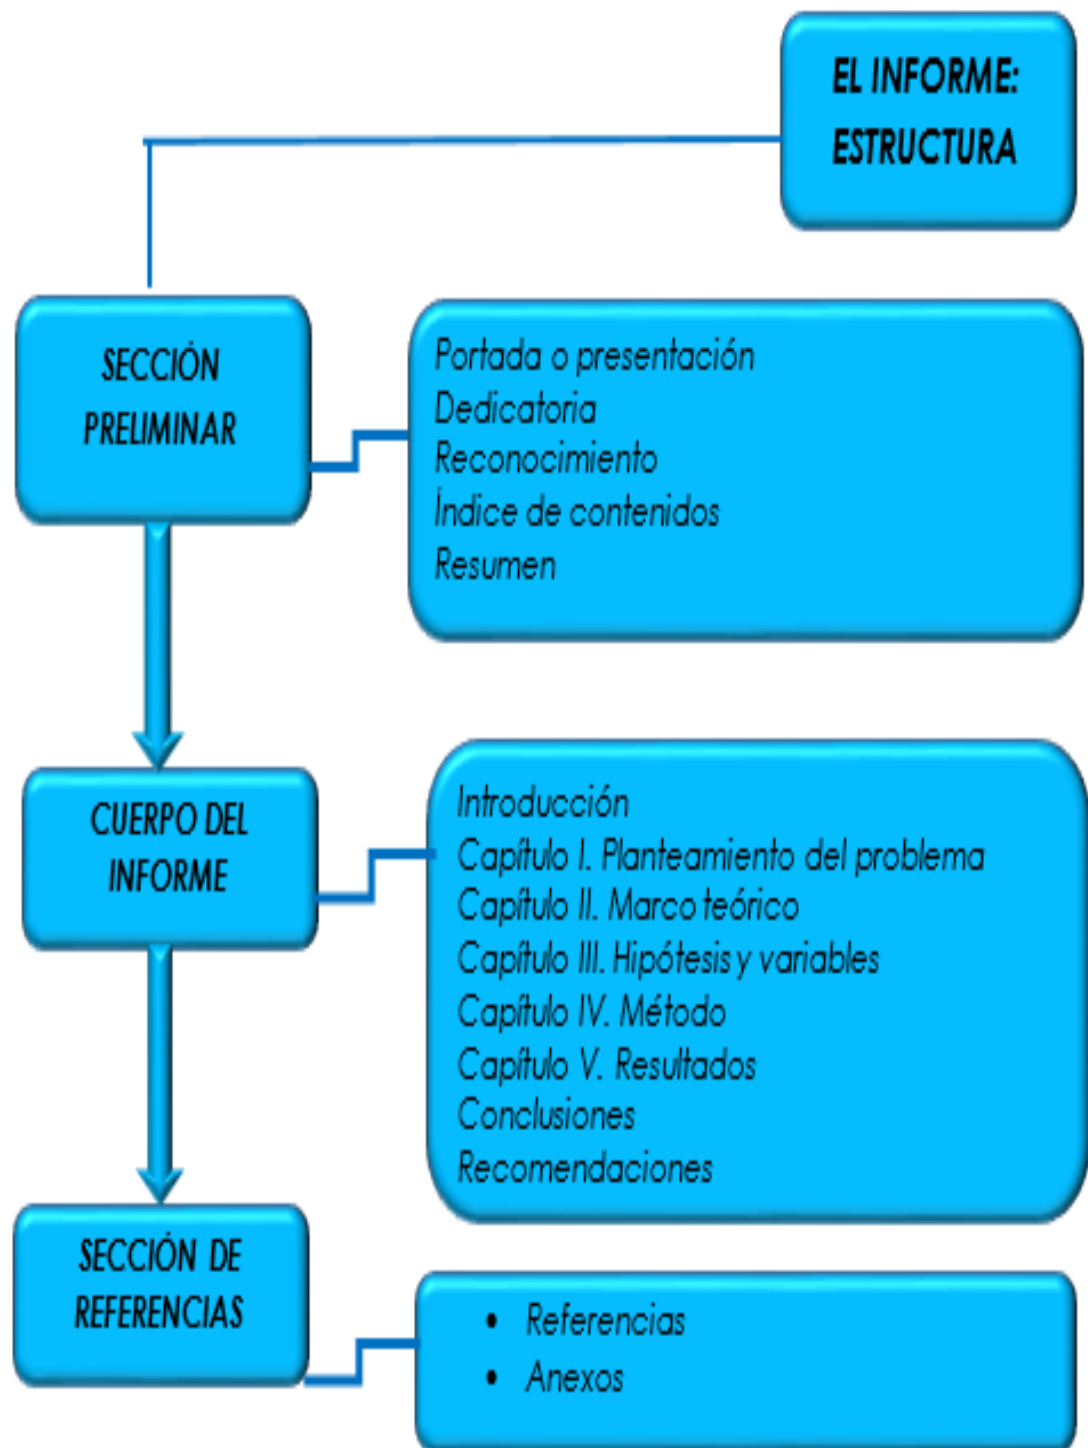 EL INFORME:
ESTRUCTURA
SECCIÓN
PRELIMINAR
Portada o presentación
Dedicatoria
Reconocimiento
Índice de contenidos
Resumen
CUERPO DEL
INFORME
Introducción
Capítulo I. Planteamiento del problema
Capítulo II. Marco teórico
Capítulo III. Hipótesis y variables
Capítulo IV. Método
Capítulo V. Resultados
Conclusiones
Recomendaciones
SECCIÓN DE
REFERENCIAS
• Referencias
• Anexos